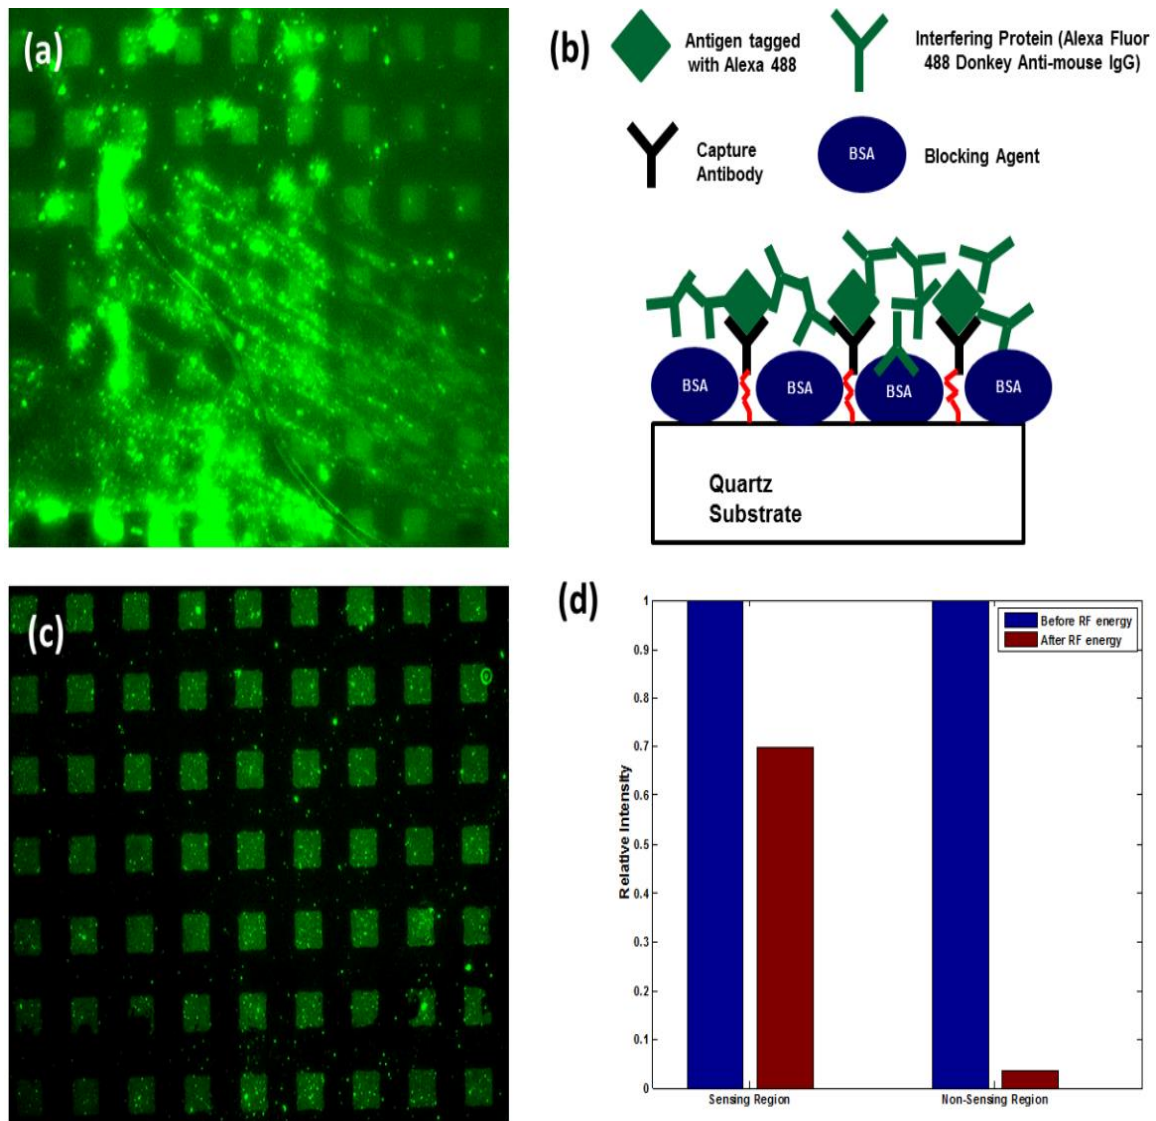 (a)
(b)
Antigen tagged
with Alexa 488
Interfering Protein (Alexa Fluor
488 Donkey Anti-mouse IgG)
Capture
Antibody
BSA
Blocking Agent
BSA
BSA
BSA
BSA
Quartz
Substrate
(c)
(d)
Relative Intensity
1
0.9
0.8
0.7
0.6
0.5
0.4
0.3
0.2
0.1
0
Before RF energy
After RF energy
Sensing Region
Non-Sensing Region